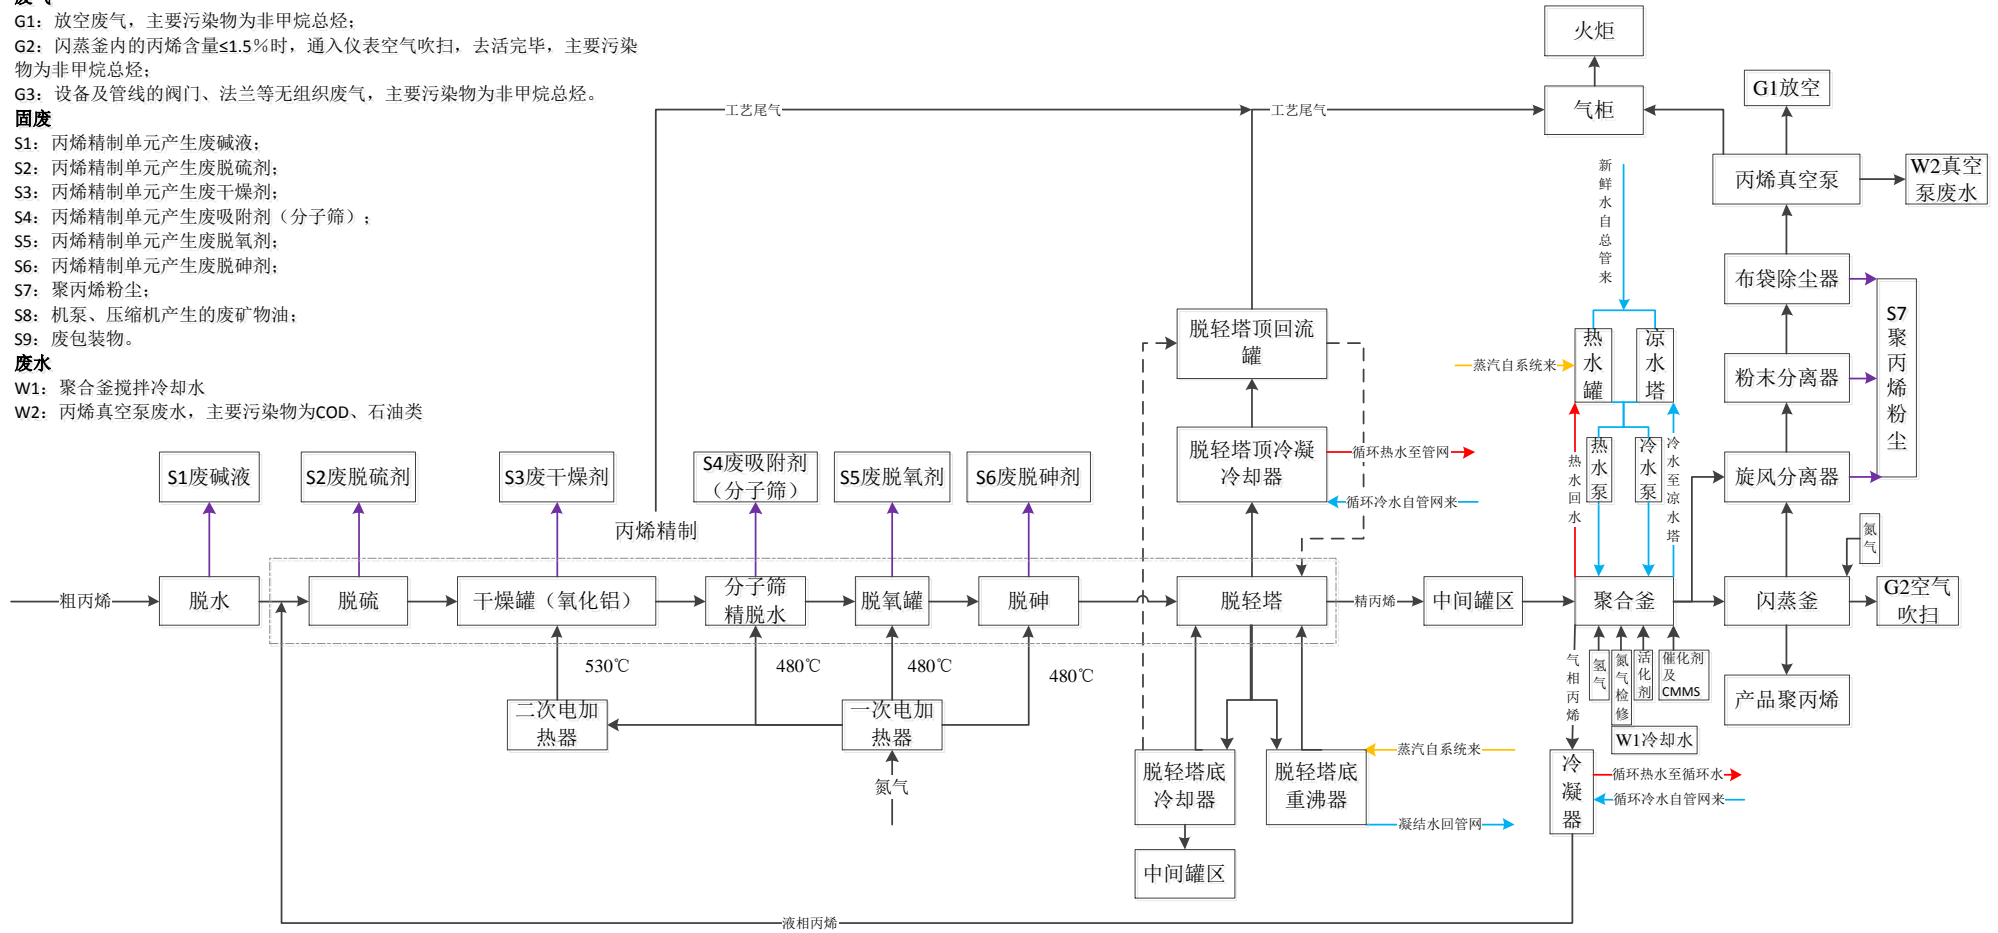 废气
G1：放空废气，主要污染物为非甲烷总烃；
G2：闪蒸釜内的丙烯含量≤1.5%时，通入仪表空气吹扫，去活完毕，主要污染
物为非甲烷总烃；
G3：设备及管线的阀门、法兰等无组织废气，主要污染物为非甲烷总烃。
固废
S1：丙烯精制单元产生废碱液；
S2：丙烯精制单元产生废脱硫剂；
S3：丙烯精制单元产生废干燥剂；
S4：丙烯精制单元产生废吸附剂（分子筛）；
S5：丙烯精制单元产生废脱氧剂；
S6：丙烯精制单元产生废脱砷剂；
S7：聚丙烯粉尘；
S8：机泵、压缩机产生的废矿物油；
S9：废包装物。
废水
W1：聚合釜搅拌冷却水
W2：丙烯真空泵废水，主要污染物为COD、石油类
火炬
气柜
工艺尾气
工艺尾气
G1放空
丙烯真空泵
W2真空
泵废水
新鲜水自总管来
布袋除尘器
粉末分离器
旋风分离器
S7
聚丙烯粉尘
脱轻塔顶回流
罐
蒸汽自系统来
热水罐
凉水塔
脱轻塔顶冷凝
冷却器
循环热水至管网
循环冷水自管网来
热水回水
热水泵
冷水泵
冷水至凉水塔
S1废碱液
S2废脱硫剂
S3废干燥剂
S4废吸附剂
（分子筛）
S5废脱氧剂
S6废脱砷剂
丙烯精制
氮气
粗丙烯
脱水
脱硫
干燥罐（氧化铝）
分子筛
精脱水
脱氧罐
脱砷
脱轻塔
精丙烯
中间罐区
聚合釜
闪蒸釜
G2空气
吹扫
530℃
480℃
480℃
480℃
二次电加
热器
一次电加
热器
氮气
气相丙烯
氢气
氮气检修
活化剂
催化剂
及
CMMS
W1冷却水
产品聚丙烯
脱轻塔底
冷却器
脱轻塔底
重沸器
蒸汽自系统来
凝结水回管网
冷凝器
循环热水至循环水
循环冷水自管网来
中间罐区
液相丙烯